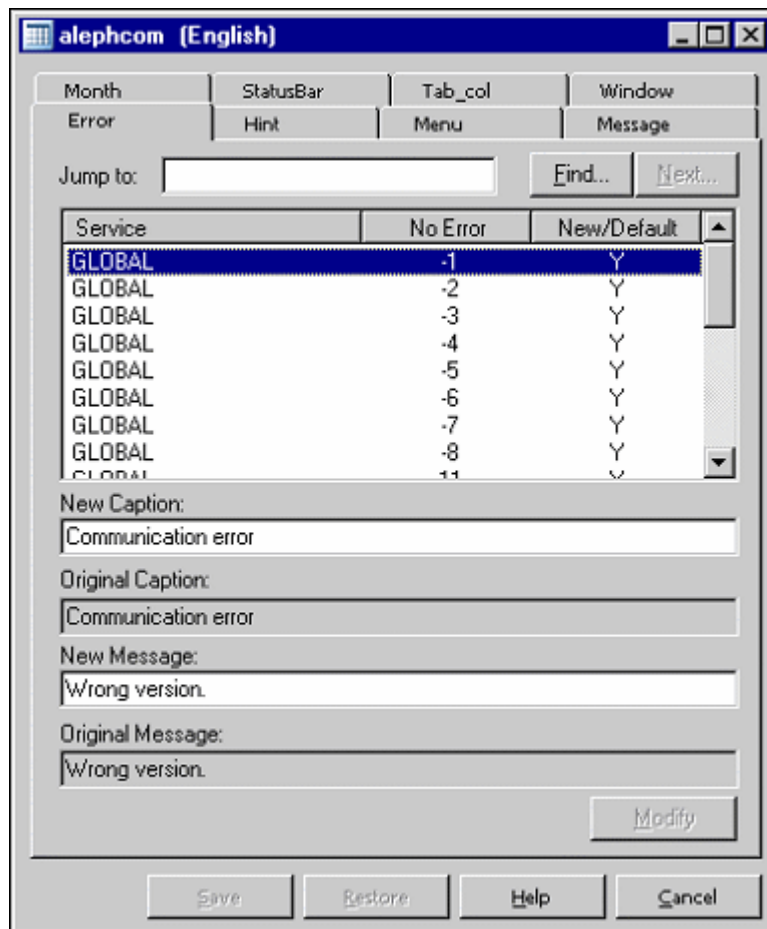 alephcom (English)
Month StatusBar Tab_col Window
Error Hint Menu Message
Jump to: Find... Next...
Service No Error New/Default
GLOBAL -1 Y
GLOBAL -2 Y
GLOBAL -3 Y
GLOBAL -4 Y
GLOBAL -5 Y
GLOBAL -6 Y
GLOBAL -7 Y
GLOBAL -8 Y
GLOBAL
New Caption:
Communication error
Original Caption:
Communication error
New Message:
Wrong version.
Original Message:
Wrong version.
Modify
Save Restore Help Cancel